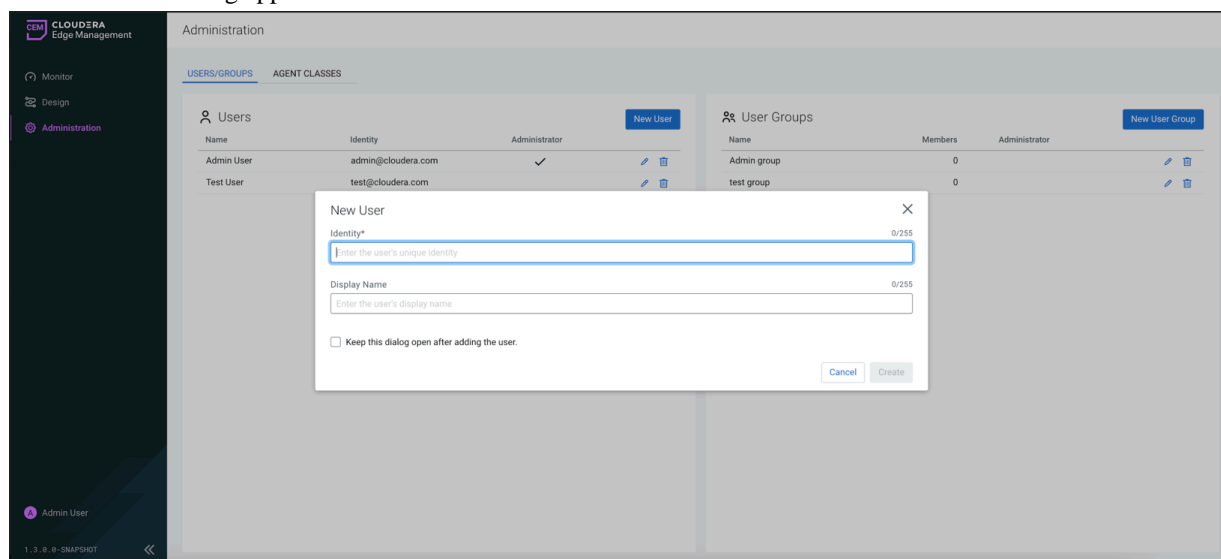 CEM CLOUDERA
Edge Management
Administration
Monitor
Design
Administration
USERS/GROUPS AGENT CLASSES
Users New User
Name Identity Administrator
Admin User admin@cloudera.com
Test User test@cloudera.com
User Groups New User Group
Name Members Administrator
Admin group 0
test group 0
New User
Identity* 0/255
Enter the user's unique identity
Display Name 0/255
Enter the user's display name
Keep this dialog open after adding the user.
Cancel Create
A Admin User
1.3.0.0-SNAPSHOT